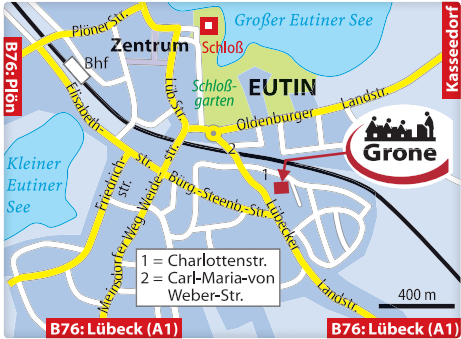 Plöner Str.
Großer Eutiner See
Zentrum
Schloß
B76: Plön
Kasseedorf
Bhf
Lüb. Str.
Schloß-
garten
EUTIN
Oldenburger Landstr.
Elisabeth-
str.
Grone
Kleiner
Eutiner
See
Friedrich-
str.
Weide-
str.
2
1
Bürg.-Steenb.-Str.
Meinsdorfer Weg
Lübecker
Landstr.
1 = Charlottenstr.
2 = Carl-Maria-von
Weber-Str.
400 m
B76: Lübeck (A1)
B76: Lübeck (A1)